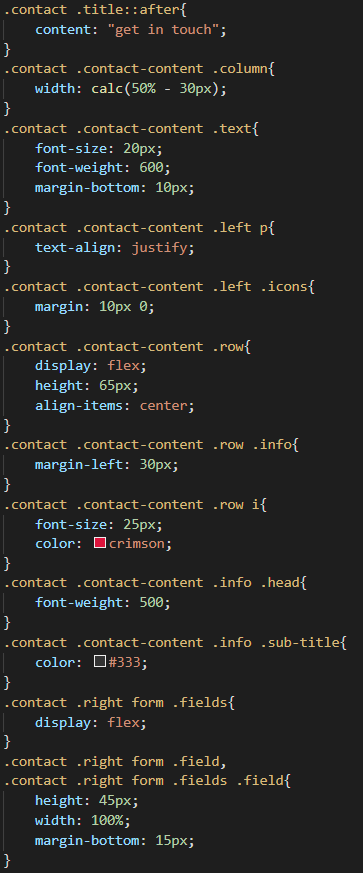 .contact .title::after{
    content: "get in touch";
}
.contact .contact-content .column{
    width: calc(50% - 30px);
}
.contact .contact-content .text{
    font-size: 20px;
    font-weight: 600;
    margin-bottom: 10px;
}
.contact .contact-content .left p{
    text-align: justify;
}
.contact .contact-content .left .icons{
    margin: 10px 0;
}
.contact .contact-content .row{
    display: flex;
    height: 65px;
    align-items: center;
}
.contact .contact-content .row .info{
    margin-left: 30px;
}
.contact .contact-content .row i{
    font-size: 25px;
    color: crimson;
}
.contact .contact-content .info .head{
    font-weight: 500;
}
.contact .contact-content .info .sub-title{
    color: #333;
}
.contact .right form .fields{
    display: flex;
}
.contact .right form .field,
.contact .right form .fields .field{
    height: 45px;
    width: 100%;
    margin-bottom: 15px;
}